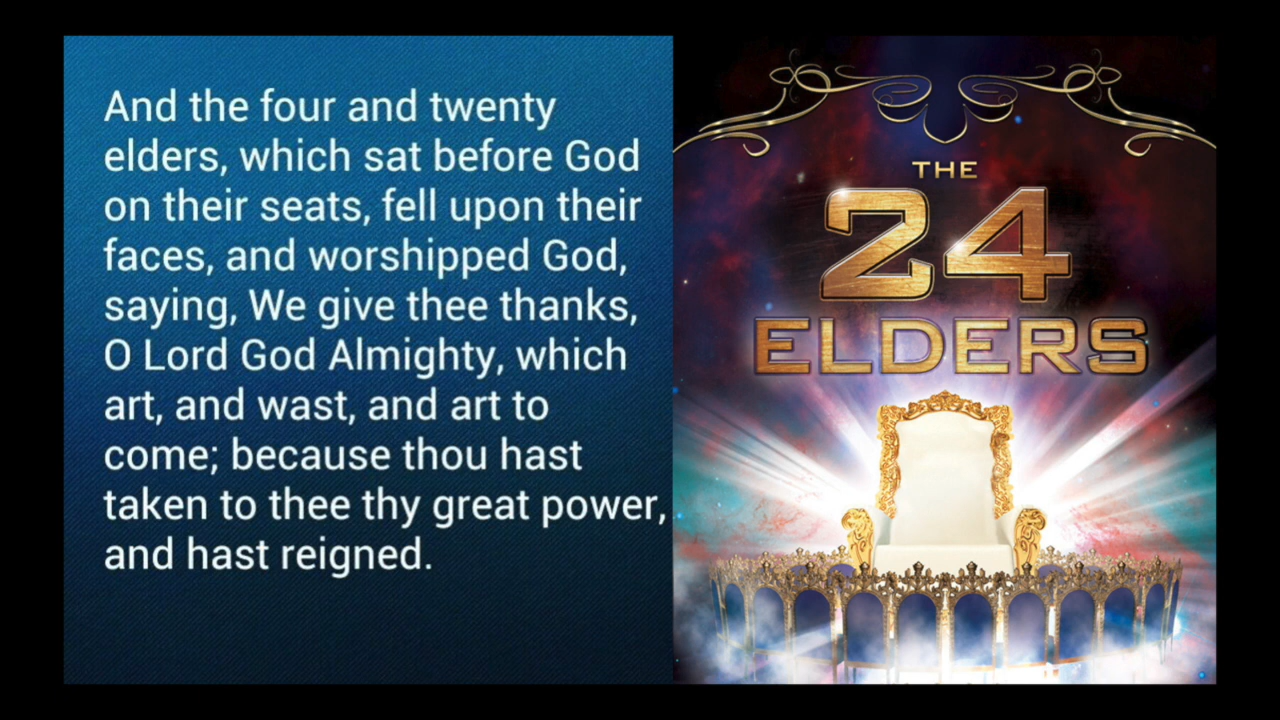 And the four and twenty
elders, which sat before God
on their seats, fell upon their
faces, and worshipped God,
saying, We give thee thanks,
O Lord God Almighty, which
art, and wast, and art to
come; because thou hast
taken to thee thy great power,
and hast reigned.
THE
24
ELDERS